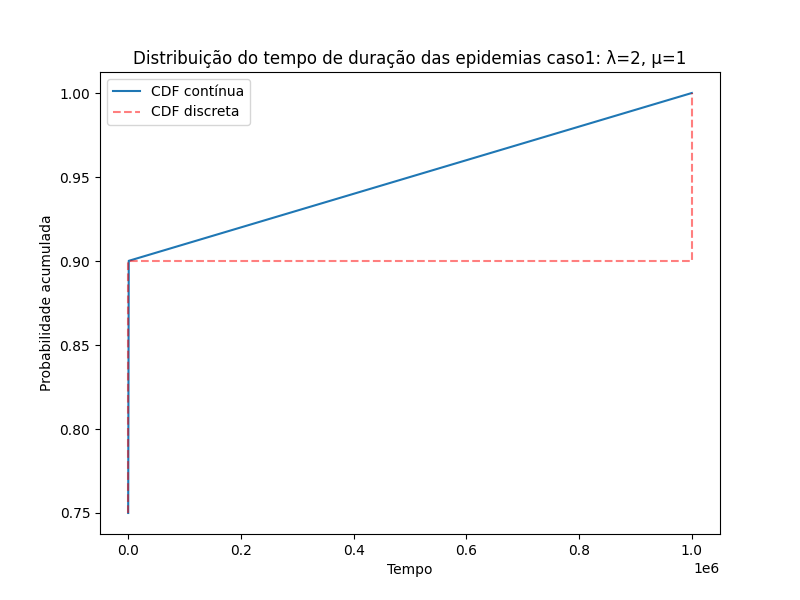 Distribuição do tempo de duração das epidemias caso1: λ=2, μ=1
CDF contínua
CDF discreta
1.00
0.95
0.90
0.85
0.80
0.75
Probabilidade acumulada
0.0 0.2 0.4 0.6 0.8 1.0
1e6
Tempo